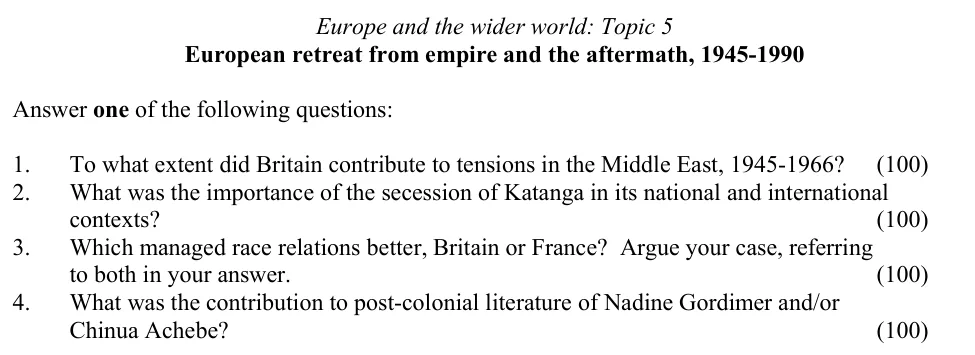 Europe and the wider world: Topic 5
European retreat from empire and the aftermath, 1945-1990
Answer one of the following questions:
1. To what extent did Britain contribute to tensions in the Middle East, 1945-1966? (100)
2. What was the importance of the secession of Katanga in its national and international
contexts? (100)
3. Which managed race relations better, Britain or France? Argue your case, referring
to both in your answer. (100)
4. What was the contribution to post-colonial literature of Nadine Gordimer and/or
Chinua Achebe? (100)